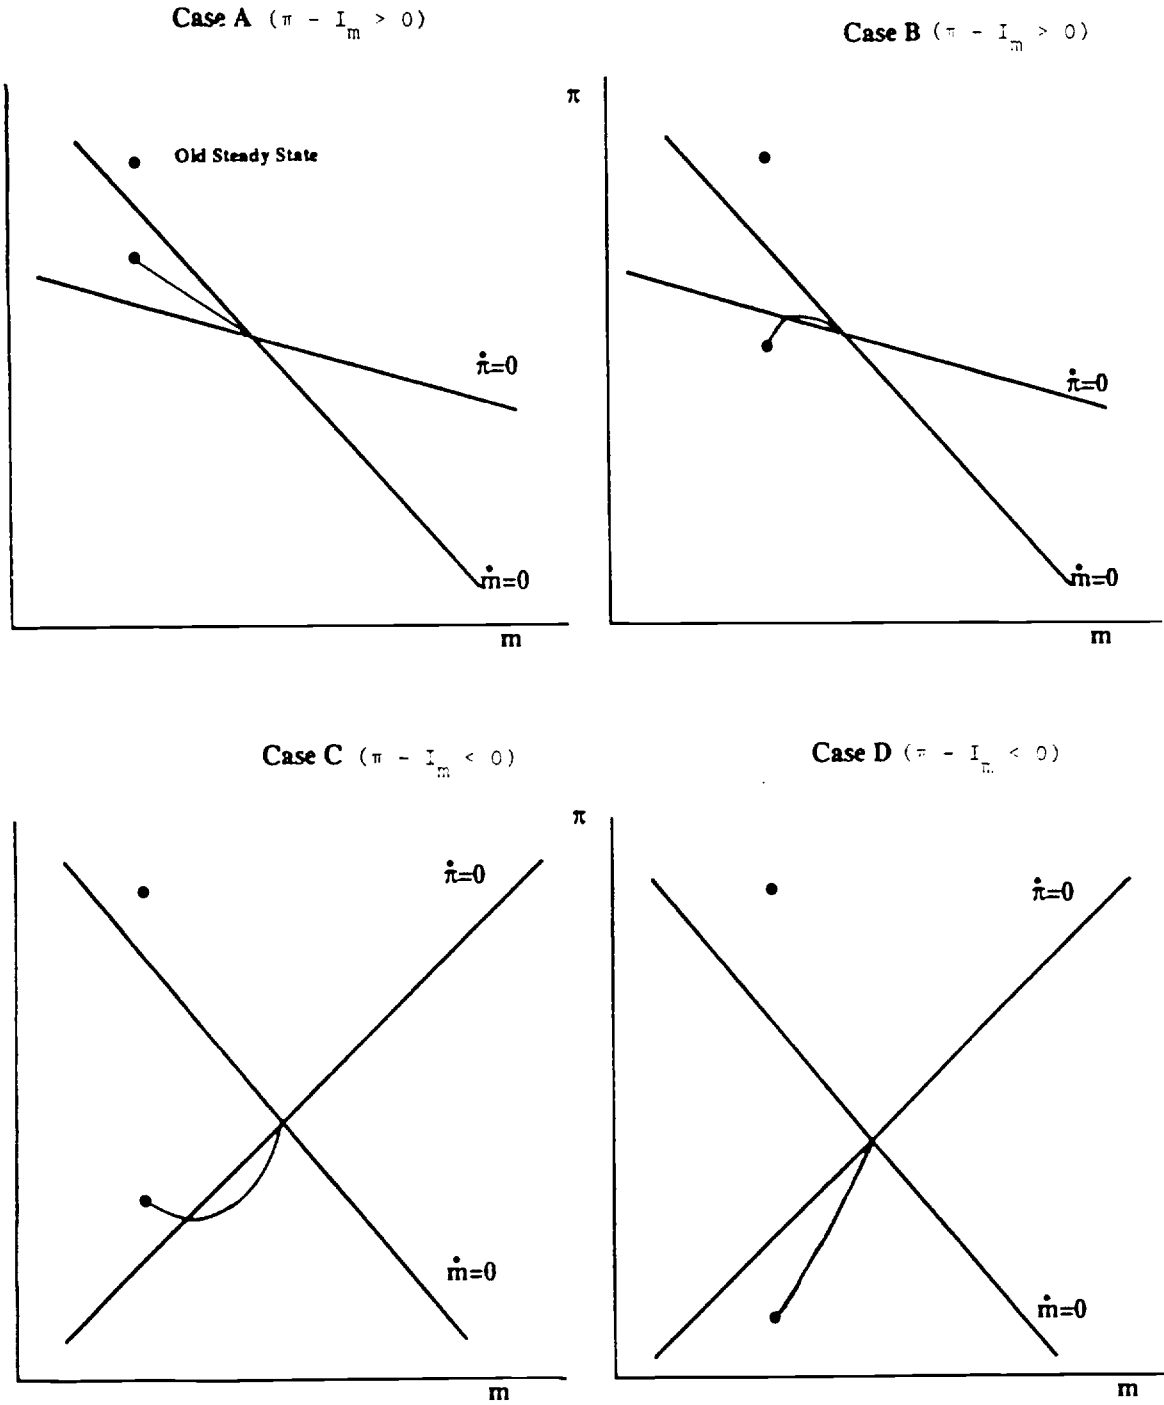 Case A (π - I_m > 0)
Case B (π - I_m > 0)
π
Old Steady State
π̇=0
π̇=0
ṁ=0
ṁ=0
m
m
Case C (π - I_m < 0)
Case D (π - I_m < 0)
π
π̇=0
π̇=0
ṁ=0
ṁ=0
m
m